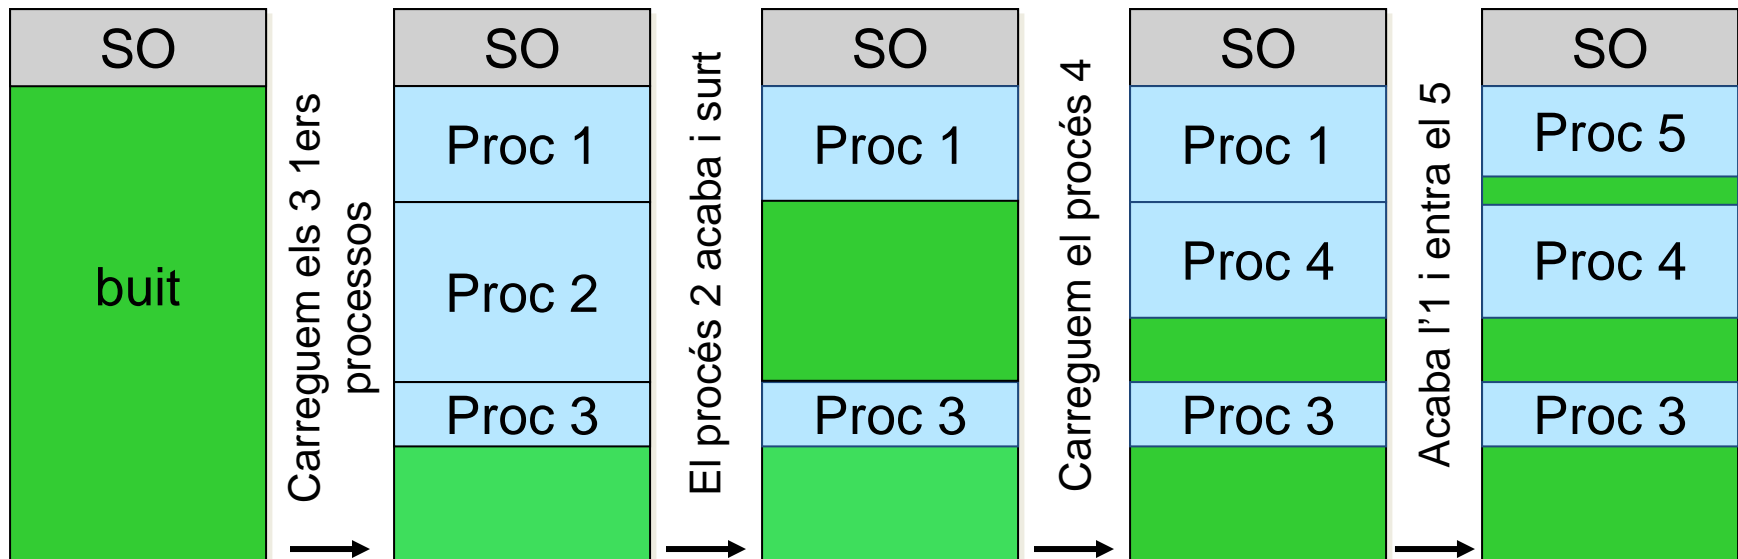 SO
buit
Carreguem els 3 1ers
processos
SO
Proc 1
Proc 2
Proc 3
El procés 2 acaba i surt
SO
Proc 1
Proc 3
Carreguem el procés 4
SO
Proc 1
Proc 4
Proc 3
Acaba l’1 i entra el 5
SO
Proc 5
Proc 4
Proc 3